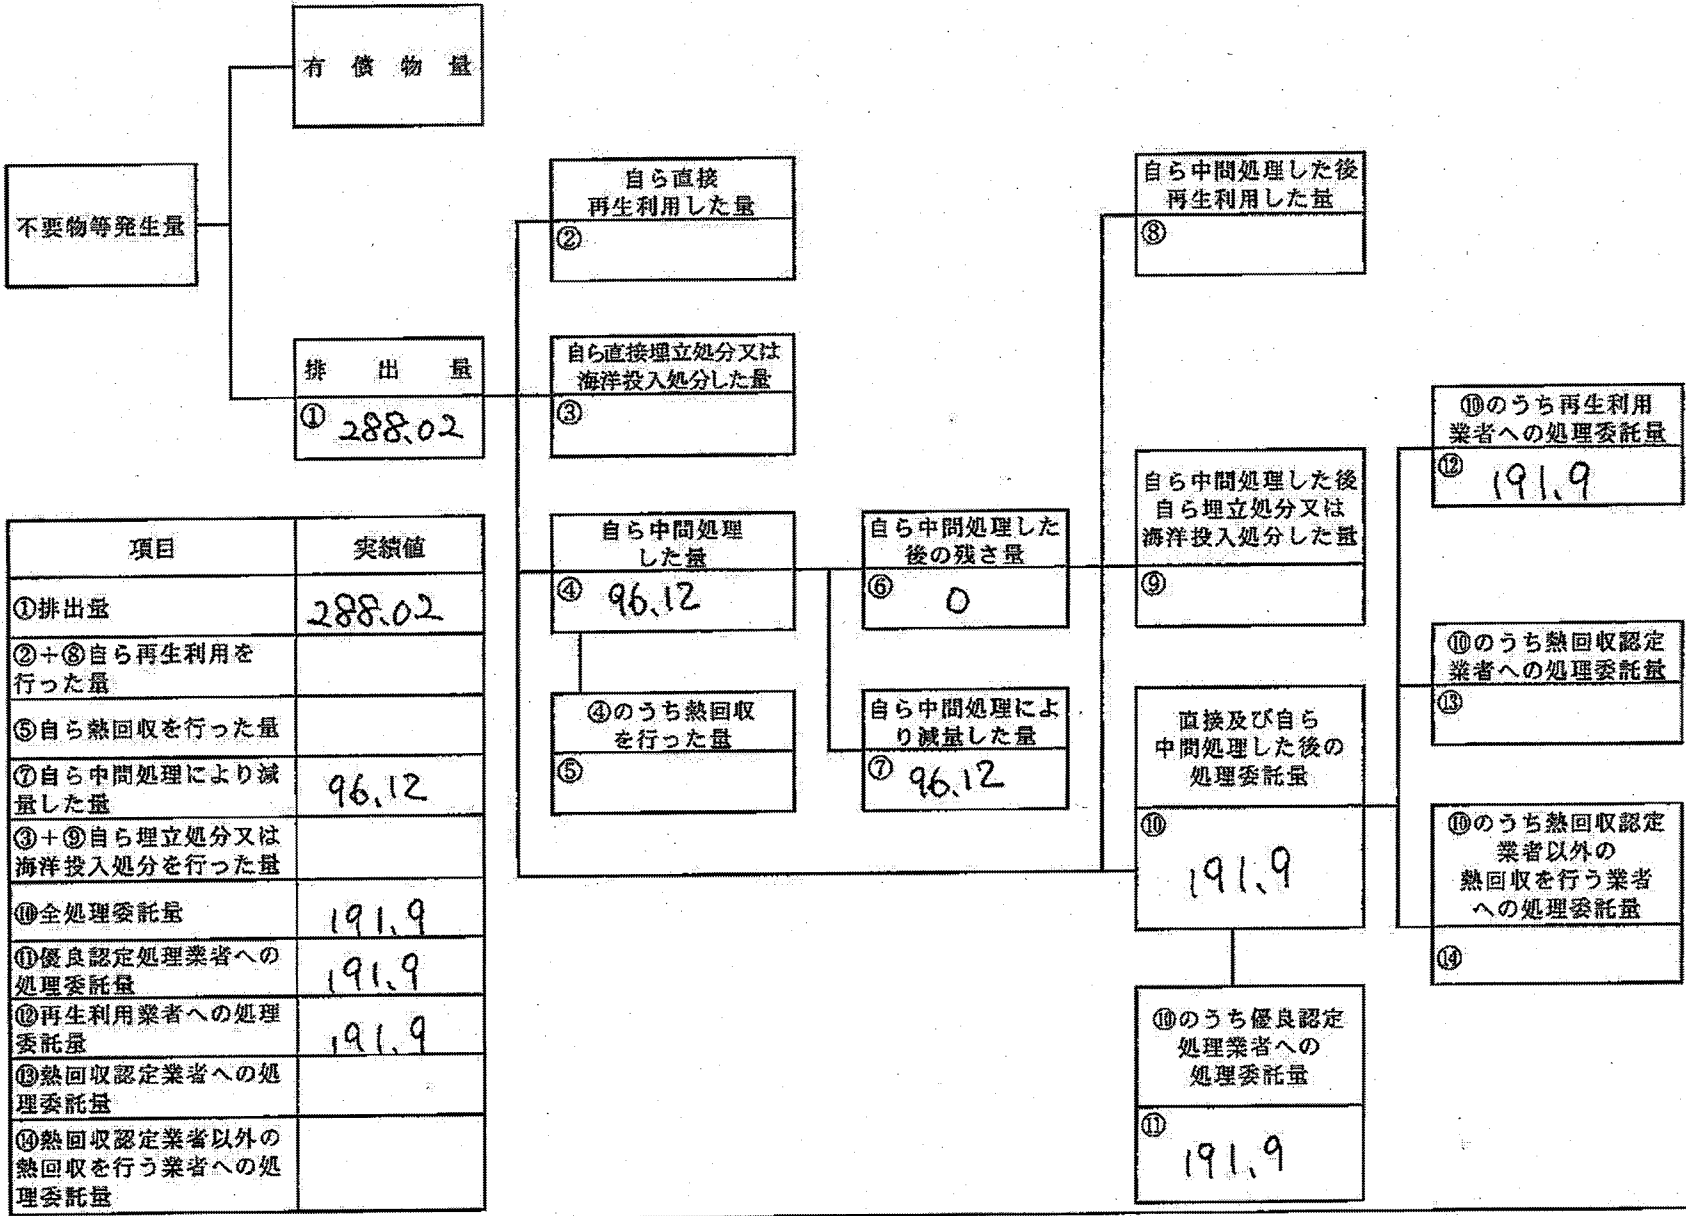 有償物量
不要物等発生量
排出量
① 288.02
自ら直接
再生利用した量
②
自ら直接埋立処分又は
海洋投入処分した量
③
自ら中間処理
した量
④ 96.12
④のうち熱回収
を行った量
⑤
自ら中間処理した
後の残さ量
⑥ 0
自ら中間処理によ
り減量した量
⑦ 96.12
自ら中間処理した後
再生利用した量
⑧
自ら中間処理した後
自ら埋立処分又は
海洋投入処分した量
⑨
直接及び自ら
中間処理した後の
処理委託量
⑩
191.9
⑩のうち優良認定
処理業者への
処理委託量
⑪
191.9
⑩のうち再生利用
業者への処理委託量
⑫ 191.9
⑩のうち熱回収認定
業者への処理委託量
⑬
⑩のうち熱回収認定
業者以外の
熱回収を行う業者
への処理委託量
⑭
項目 実績値
①排出量 288.02
②+⑧自ら再生利用を
行った量
⑤自ら熱回収を行った量
⑦自ら中間処理により減
量した量 96.12
③+⑨自ら埋立処分又は
海洋投入処分を行った量
⑩全処理委託量 191.9
⑪優良認定処理業者への
処理委託量 191.9
⑫再生利用業者への処理
委託量 191.9
⑬熱回収認定業者への処
理委託量
⑭熱回収認定業者以外の
熱回収を行う業者への処
理委託量